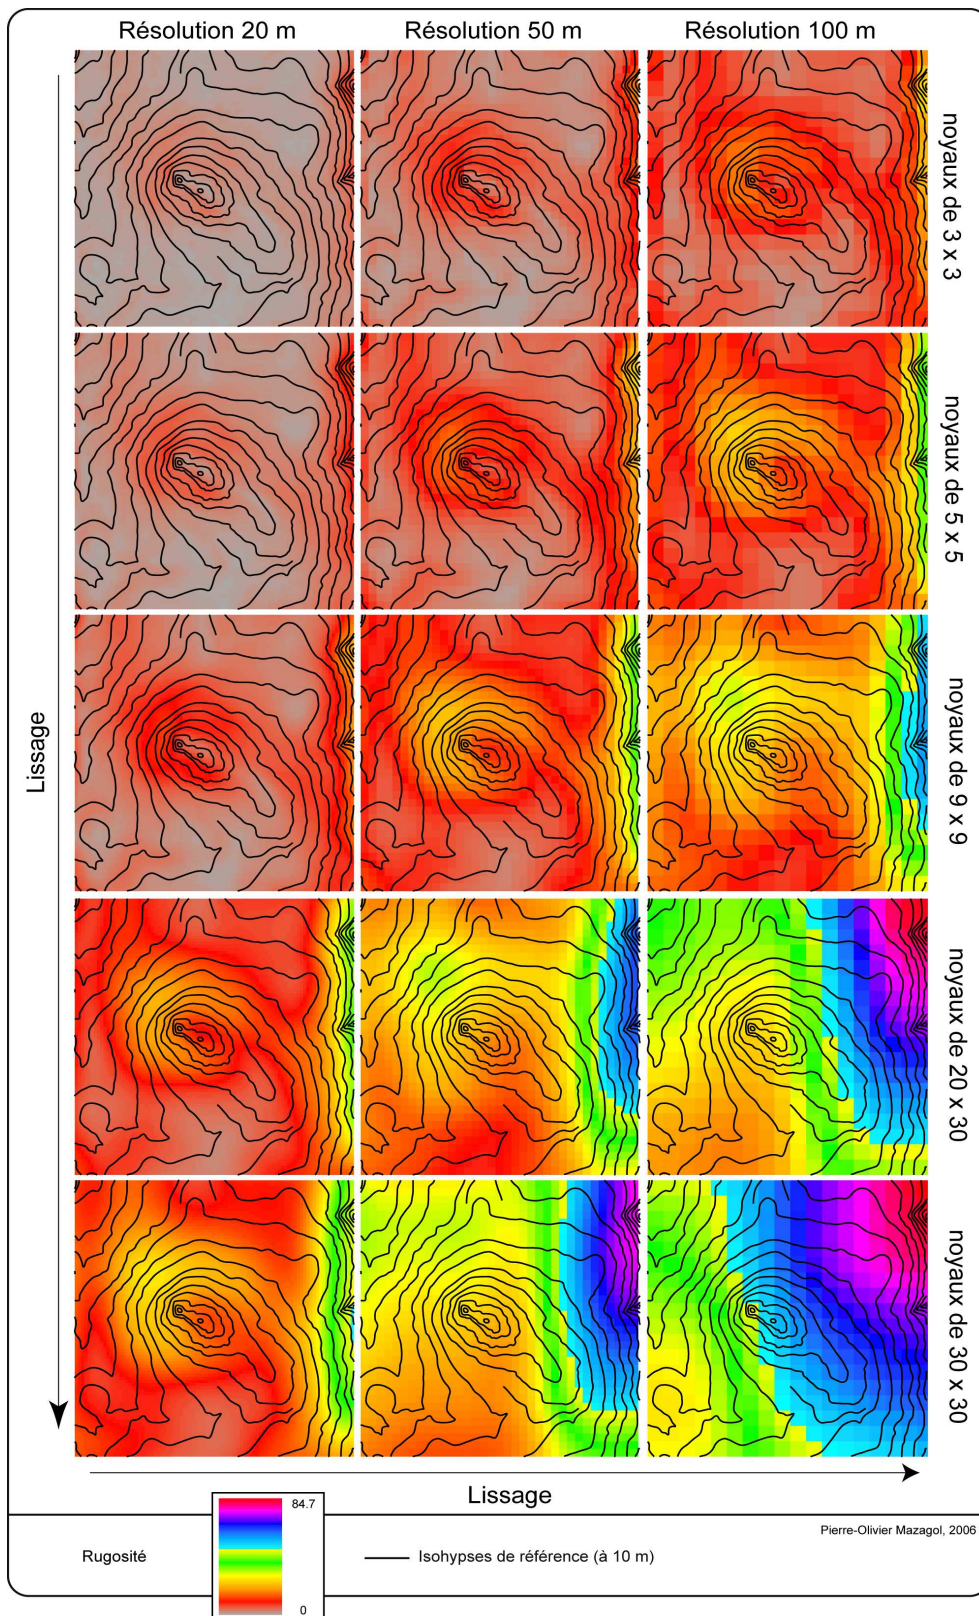 Résolution 20 m
Résolution 50 m
Résolution 100 m
noyaux de 3 x 3
noyaux de 5 x 5
noyaux de 9 x 9
noyaux de 20 x 30
noyaux de 30 x 30
Lissage
Lissage
Pierre-Olivier Mazagol, 2006
Rugosité
84.7
0
Isohypses de référence (à 10 m)